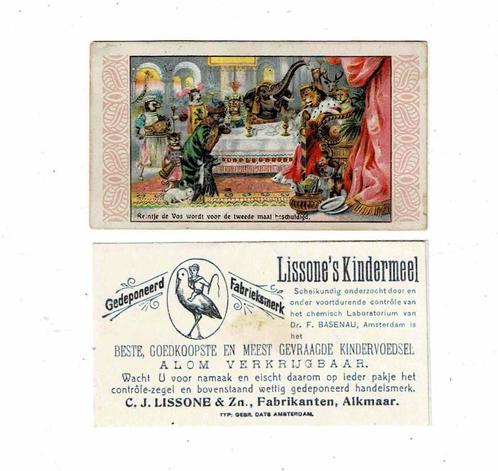 Reintje de Vos wordt voor de tweede maal beschuldigd.
Gedeponeerd Fabrieksmerk
Lissone's Kindermeel
Scheikundig onderzocht door en
onder voortdurende contrôle van
het chemisch Laboratorium van
Dr. F. BASENAU, Amsterdam is
het
BESTE, GOEDKOOPSTE EN MEEST GEVRAAGDE KINDERVOEDSEL
ALOM VERKRIJGBAAR.
Wacht U voor namaak en eischt daarom op ieder pakje het
contrôle-zegel en bovenstaand wettig gedeponeerd handelsmerk.
C. J. LISSONE & Zn., Fabrikanten, Alkmaar.
TYP: GEBR. CATS AMSTERDAM.